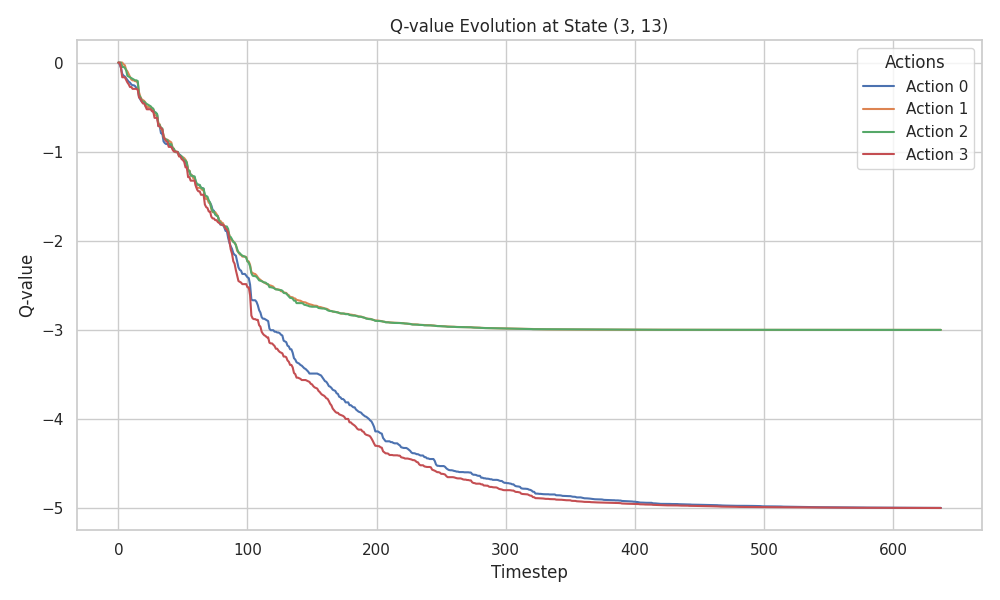 Q-value Evolution at State (3, 13)
Actions
Action 0
Action 1
Action 2
Action 3
Q-value
0
−1
−2
−3
−4
−5
0 100 200 300 400 500 600
Timestep